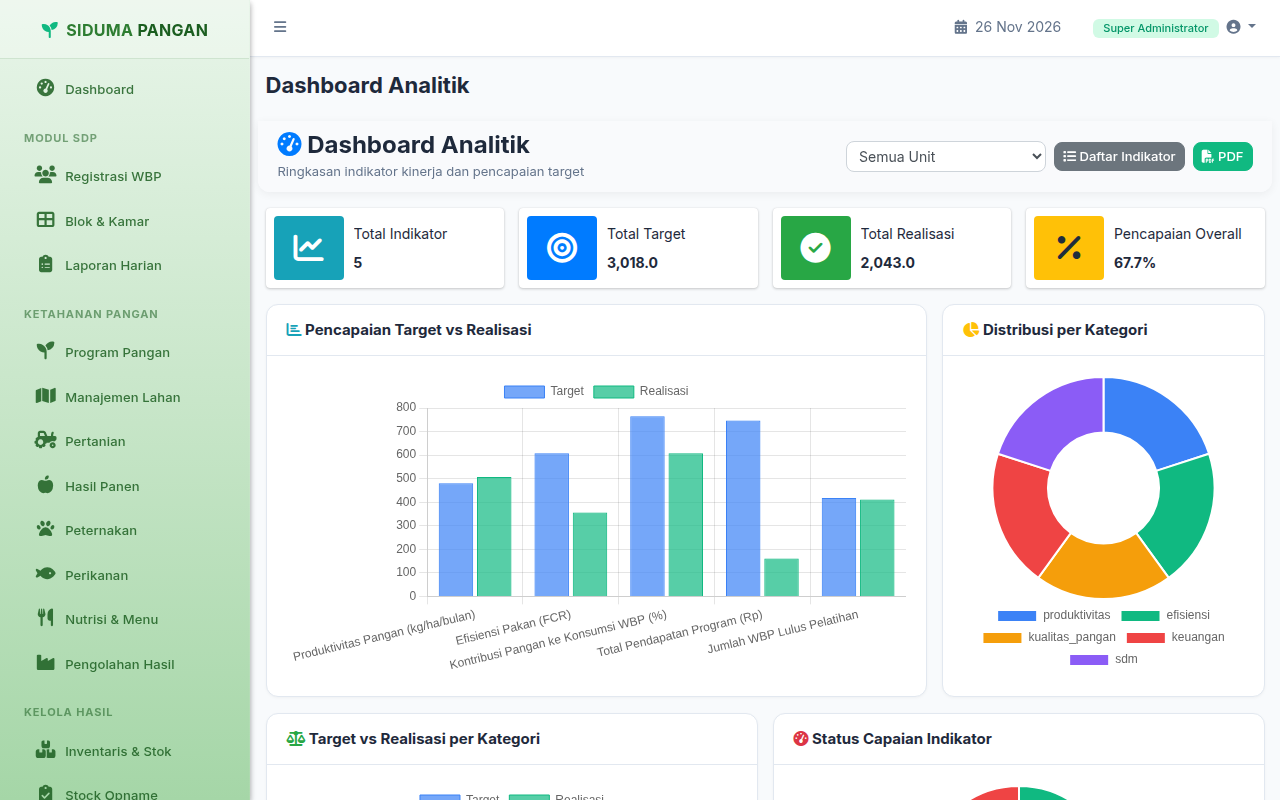 SIDUMA PANGAN
Dashboard
MODUL SDP
Registrasi WBP
Blok & Kamar
Laporan Harian
KETAHANAN PANGAN
Program Pangan
Manajemen Lahan
Pertanian
Hasil Panen
Peternakan
Perikanan
Nutrisi & Menu
Pengolahan Hasil
KELOLA HASIL
Inventaris & Stok
Stock Opname
26 Nov 2026
Super Administrator
Dashboard Analitik
Dashboard Analitik
Ringkasan indikator kinerja dan pencapaian target
Semua Unit
Daftar Indikator
PDF
Total Indikator
5
Total Target
3,018.0
Total Realisasi
2,043.0
Pencapaian Overall
67.7%
Pencapaian Target vs Realisasi
Target Realisasi
800
700
600
500
400
300
200
100
0
Produktivitas Pangan (kg/ha/bulan)
Efisiensi Pakan (FCR)
Kontribusi Pangan ke Konsumsi WBP (%)
Total Pendapatan Program (Rp)
Jumlah WBP Lulus Pelatihan
Distribusi per Kategori
produktivitas efisiensi
kualitas_pangan keuangan
sdm
Target vs Realisasi per Kategori
Target Realisasi
Status Capaian Indikator